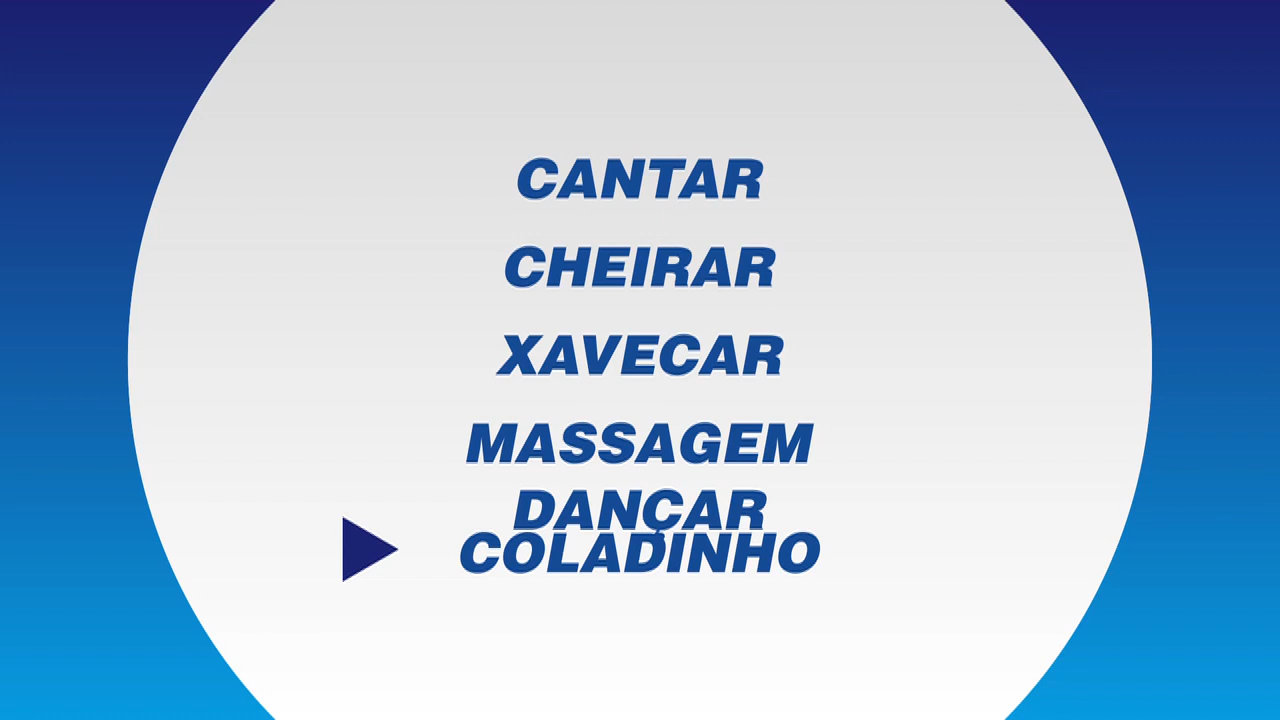 CANTAR
CHEIRAR
XAVECAR
MASSAGEM
DANÇAR
COLADINHO